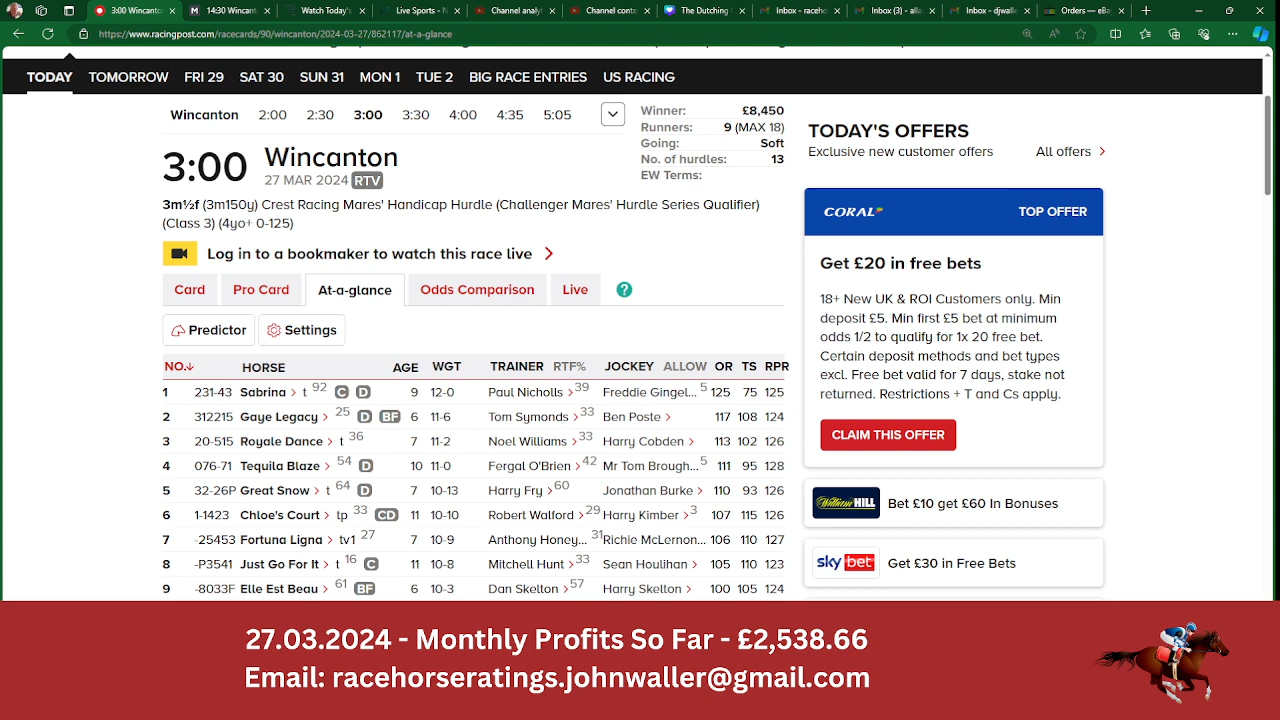 3:00 Wincanto
14:30 Wincanto
Watch Today's
Live Sports - N
Channel analyt
Channel conte
The Dutching C
Inbox - raceho
Inbox (3) - alla
Inbox - djwalle
Orders — eBay
https://www.racingpost.com/racecards/90/wincanton/2024-03-27/862117/at-a-glance
TODAY TOMORROW FRI 29 SAT 30 SUN 31 MON 1 TUE 2 BIG RACE ENTRIES US RACING
Wincanton 2:00 2:30 3:00 3:30 4:00 4:35 5:05
Winner: £8,450
Runners: 9 (MAX 18)
Going: Soft
No. of hurdles: 13
EW Terms:
3:00 Wincanton
27 MAR 2024 RTV
3m½f (3m150y) Crest Racing Mares' Handicap Hurdle (Challenger Mares' Hurdle Series Qualifier)
(Class 3) (4yo+ 0-125)
Log in to a bookmaker to watch this race live
Card Pro Card At-a-glance Odds Comparison Live ?
Predictor Settings
NO. HORSE AGE WGT TRAINER RTF% JOCKEY ALLOW OR TS RPR
1 231-43 Sabrina t 92 C D 9 12-0 Paul Nicholls 39 Freddie Gingel... 5 125 75 125
2 312215 Gaye Legacy 25 D BF 6 11-6 Tom Symonds 33 Ben Poste 117 108 124
3 20-515 Royale Dance t 36 7 11-2 Noel Williams 33 Harry Cobden 113 102 126
4 076-71 Tequila Blaze 54 D 10 11-0 Fergal O'Brien 42 Mr Tom Brough... 5 111 95 128
5 32-26P Great Snow t 64 D 7 10-13 Harry Fry 60 Jonathan Burke 110 93 126
6 1-1423 Chloe's Court tp 33 CD 11 10-10 Robert Walford 29 Harry Kimber 3 107 115 126
7 -25453 Fortuna Ligna tv1 27 7 10-9 Anthony Honey... 31 Richie McLernon... 106 110 127
8 -P3541 Just Go For It t 16 C 11 10-8 Mitchell Hunt 33 Sean Houlihan 105 110 123
9 -8033F Elle Est Beau 61 BF 6 10-3 Dan Skelton 57 Harry Skelton 100 105 124
TODAY'S OFFERS
Exclusive new customer offers All offers
CORAL TOP OFFER
Get £20 in free bets
18+ New UK & ROI Customers only. Min
deposit £5. Min first £5 bet at minimum
odds 1/2 to qualify for 1x 20 free bet.
Certain deposit methods and bet types
excl. Free bet valid for 7 days, stake not
returned. Restrictions + T and Cs apply.
CLAIM THIS OFFER
William HILL Bet £10 get £60 In Bonuses
sky bet Get £30 in Free Bets
27.03.2024 - Monthly Profits So Far - £2,538.66
Email: racehorseratings.johnwaller@gmail.com